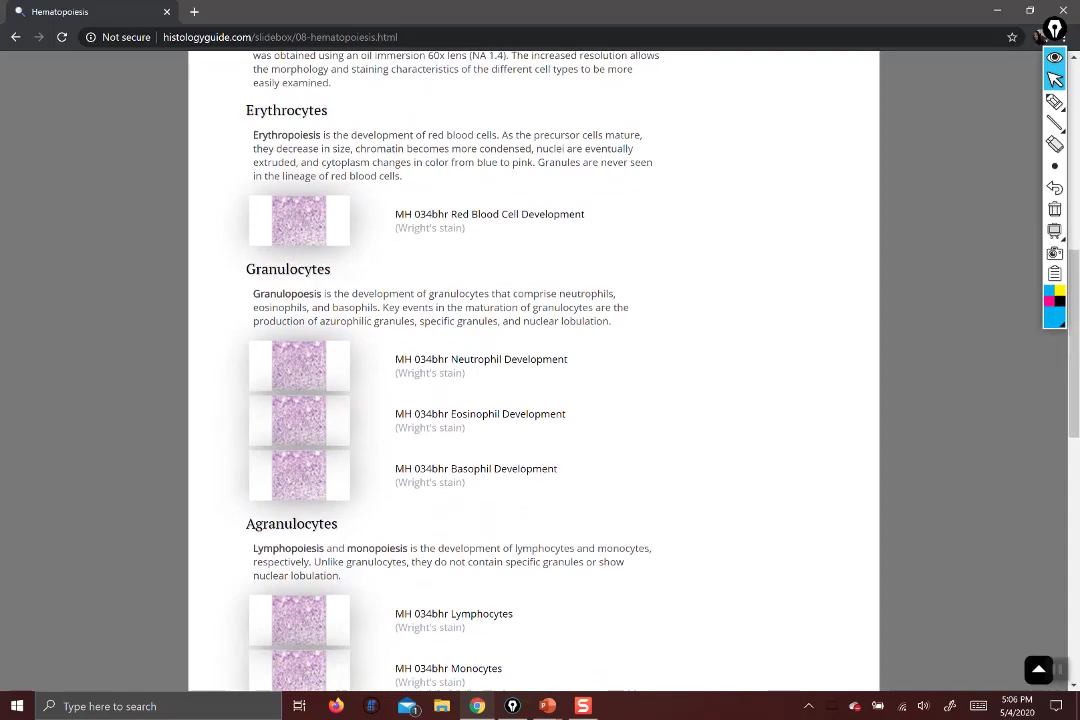 Hematopoiesis
Not secure
histologyguide.com/slidebox/08-hematopoiesis.html
was obtained using an oil immersion 60x lens (NA 1.4). The increased resolution allows
the morphology and staining characteristics of the different cell types to be more
easily examined.
Erythrocytes
Erythropoiesis is the development of red blood cells. As the precursor cells mature,
they decrease in size, chromatin becomes more condensed, nuclei are eventually
extruded, and cytoplasm changes in color from blue to pink. Granules are never seen
in the lineage of red blood cells.
MH 034bhr Red Blood Cell Development
(Wright's stain)
Granulocytes
Granulopoesis is the development of granulocytes that comprise neutrophils,
eosinophils, and basophils. Key events in the maturation of granulocytes are the
production of azurophilic granules, specific granules, and nuclear lobulation.
MH 034bhr Neutrophil Development
(Wright's stain)
MH 034bhr Eosinophil Development
(Wright's stain)
MH 034bhr Basophil Development
(Wright's stain)
Agranulocytes
Lymphopoiesis and monopoiesis is the development of lymphocytes and monocytes,
respectively. Unlike granulocytes, they do not contain specific granules or show
nuclear lobulation.
MH 034bhr Lymphocytes
(Wright's stain)
MH 034bhr Monocytes
(Wright's stain)
Type here to search
1
5:06 PM
5/4/2020